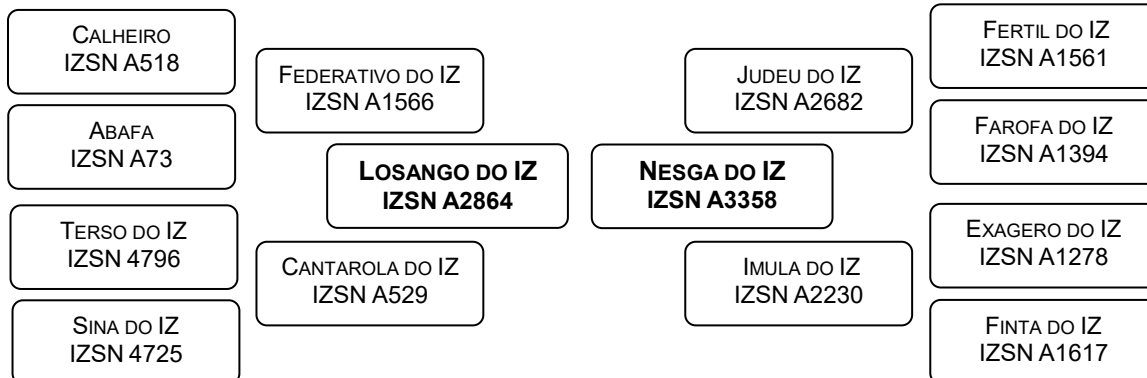 Calheiro
IZSN A518
Federativo do IZ
IZSN A1566
Abafa
IZSN A73
Losango do IZ
IZSN A2864
Terso do IZ
IZSN 4796
Cantarola do IZ
IZSN A529
Sina do IZ
IZSN 4725
Fertil do IZ
IZSN A1561
Judeu do IZ
IZSN A2682
Farofa do IZ
IZSN A1394
Nesga do IZ
IZSN A3358
Exagero do IZ
IZSN A1278
Imula do IZ
IZSN A2230
Finta do IZ
IZSN A1617